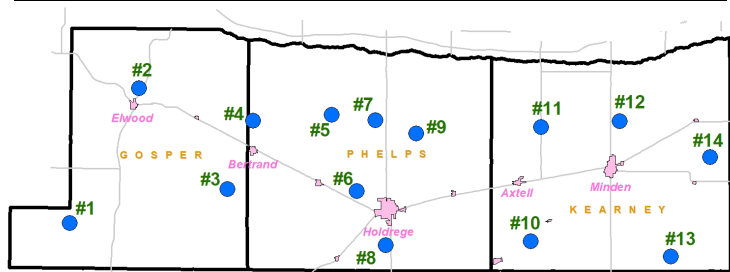 #2
#7
#12
#11
#4
#5
#9
Elwood
#14
GOSPER
PHELPS
Bertrand
#3
#6
Axtell
Minden
#1
KEARNEY
#10
Holdrege
#8
#13